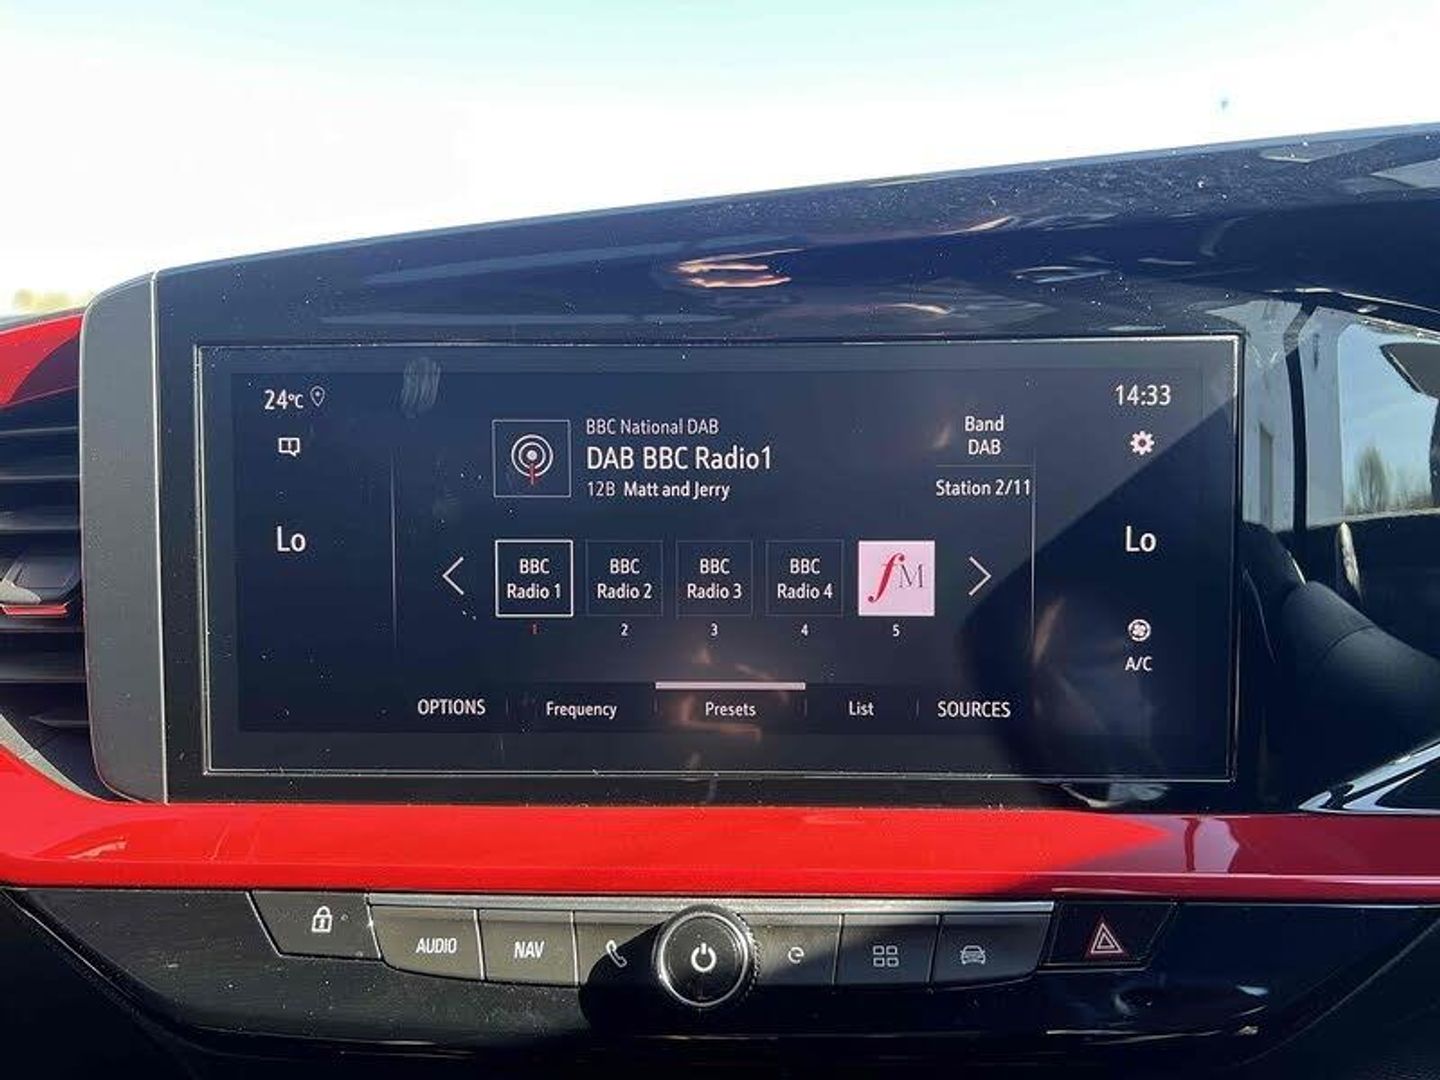 24°C
14:33
BBC National DAB
DAB BBC Radio1
12B Matt and Jerry
Band
DAB
Station 2/11
Lo
Lo
BBC
Radio 1
BBC
Radio 2
BBC
Radio 3
BBC
Radio 4
fM
1
2
3
4
5
A/C
OPTIONS
Frequency
Presets
List
SOURCES
AUDIO
NAV